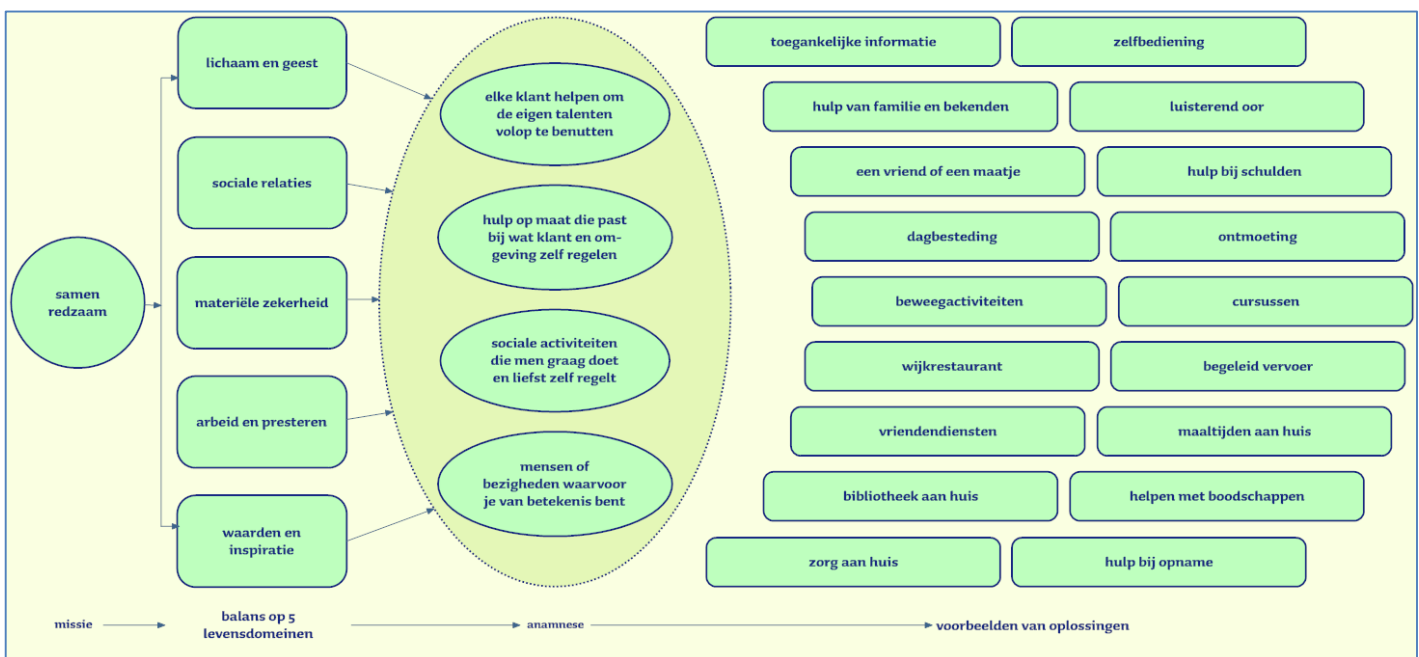 samen
redzaam
lichaam en geest
sociale relaties
materiële zekerheid
arbeid en presteren
waarden en
inspiratie
elke klant helpen om
de eigen talenten
volop te benutten
hulp op maat die past
bij wat klant en om-
geving zelf regelen
sociale activiteiten
die men graag doet
en liefst zelf regelt
mensen of
bezigheden waarvoor
je van betekenis bent
toegankelijke informatie
zelfbediening
hulp van familie en bekenden
luisterend oor
een vriend of een maatje
hulp bij schulden
dagbesteding
ontmoeting
beweegactiviteiten
cursussen
wijkrestaurant
begeleid vervoer
vriendendiensten
maaltijden aan huis
bibliotheek aan huis
helpen met boodschappen
zorg aan huis
hulp bij opname
missie
balans op 5
levensdomeinen
anamnese
voorbeelden van oplossingen